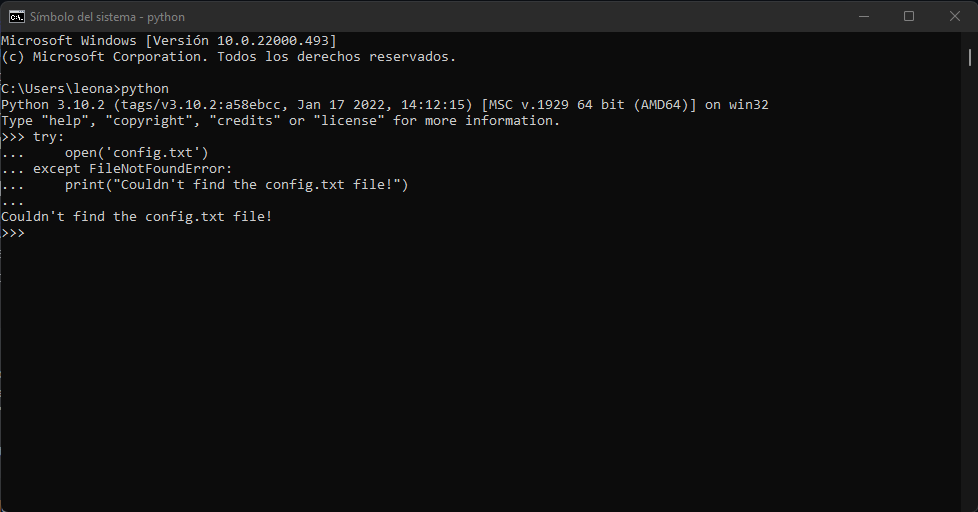 Símbolo del sistema - python
Microsoft Windows [Versión 10.0.22000.493]
(c) Microsoft Corporation. Todos los derechos reservados.
C:\Users\leona>python
Python 3.10.2 (tags/v3.10.2:a58ebcc, Jan 17 2022, 14:12:15) [MSC v.1929 64 bit (AMD64)] on win32
Type "help", "copyright", "credits" or "license" for more information.
>>> try:
...     open('config.txt')
... except FileNotFoundError:
...     print("Couldn't find the config.txt file!")
...
Couldn't find the config.txt file!
>>>